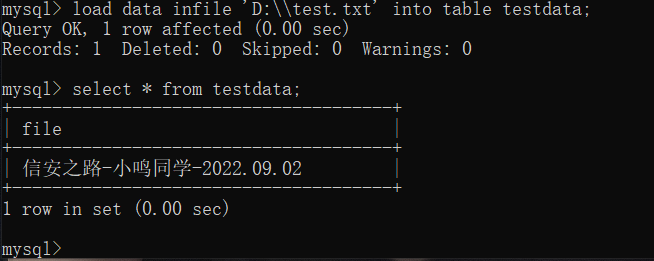 mysql> load data infile 'D:\\test.txt' into table testdata;
Query OK, 1 row affected (0.00 sec)
Records: 1  Deleted: 0  Skipped: 0  Warnings: 0
mysql> select * from testdata;
+--------------------------------------+
| file                                 |
+--------------------------------------+
| 信安之路-小鸣同学-2022.09.02         |
+--------------------------------------+
1 row in set (0.00 sec)
mysql>